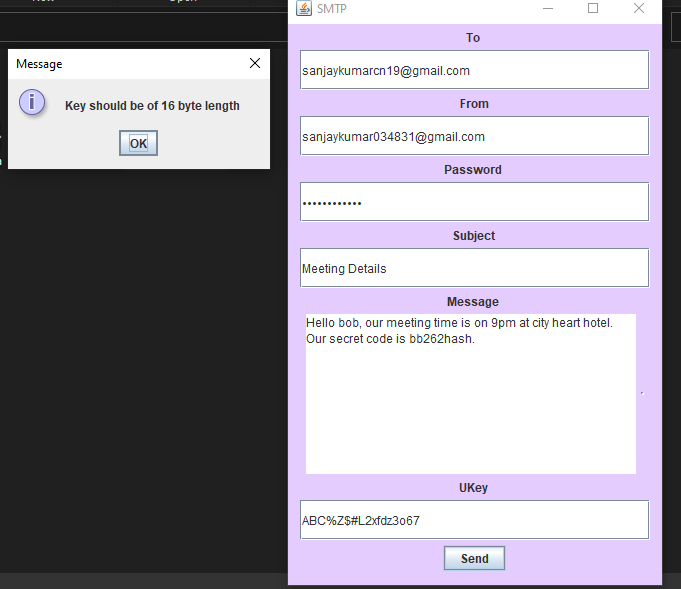 SMTP
Message
Key should be of 16 byte length
OK
To
sanjaykumarcn19@gmail.com
From
sanjaykumar034831@gmail.com
Password
••••••••••••
Subject
Meeting Details
Message
Hello bob, our meeting time is on 9pm at city heart hotel.
Our secret code is bb262hash.
UKey
ABC%Z$#L2xfdz3o67
Send